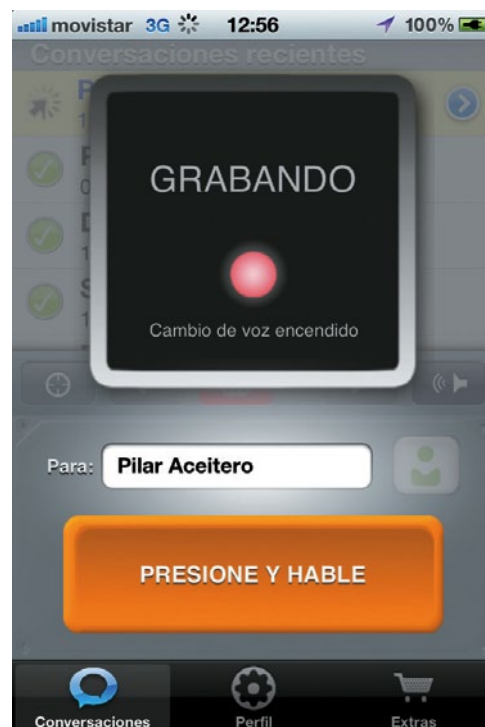 movistar 3G 12:56 100%
Conversaciones recientes
GRABANDO
Cambio de voz encendido
Para: Pilar Aceitero
PRESIONE Y HABLE
Conversaciones Perfil Extras